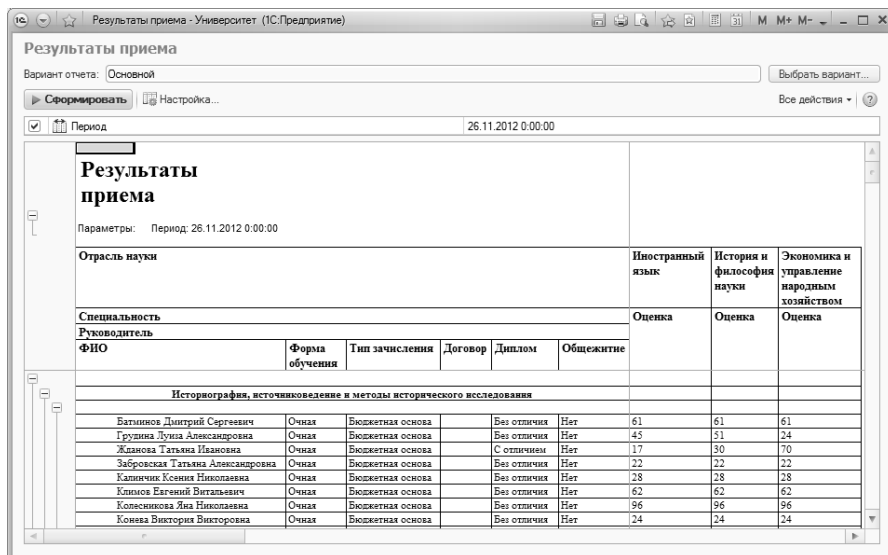 Результаты приема - Университет (1С:Предприятие)
M M+ M-
Результаты приема
Вариант отчета: Основной Выбрать вариант...
Сформировать Настройка... Все действия
Период 26.11.2012 0:00:00
Результаты
приема
Параметры: Период: 26.11.2012 0:00:00
Отрасль науки Иностранный История и Экономика и
язык философия управление
науки народным
хозяйством
Специальность Оценка Оценка Оценка
Руководитель
ФИО Форма Тип зачисления Договор Диплом Общежитие
обучения
Историография, источниковедение и методы исторического исследования
Батминов Дмитрий Сергеевич Очная Бюджетная основа Без отличия Нет 61 61 61
Грудина Луиза Александровна Очная Бюджетная основа Без отличия Нет 45 51 24
Жданова Татьяна Ивановна Очная Бюджетная основа С отличием Нет 17 30 70
Забровская Татьяна Александровна Очная Бюджетная основа Без отличия Нет 22 22 22
Калинчик Ксения Николаевна Очная Бюджетная основа Без отличия Нет 28 28 28
Климов Евгений Витальевич Очная Бюджетная основа Без отличия Нет 62 62 62
Колесникова Яна Николаевна Очная Бюджетная основа Без отличия Нет 96 96 96
Конева Виктория Викторовна Очная Бюджетная основа Без отличия Нет 24 24 24